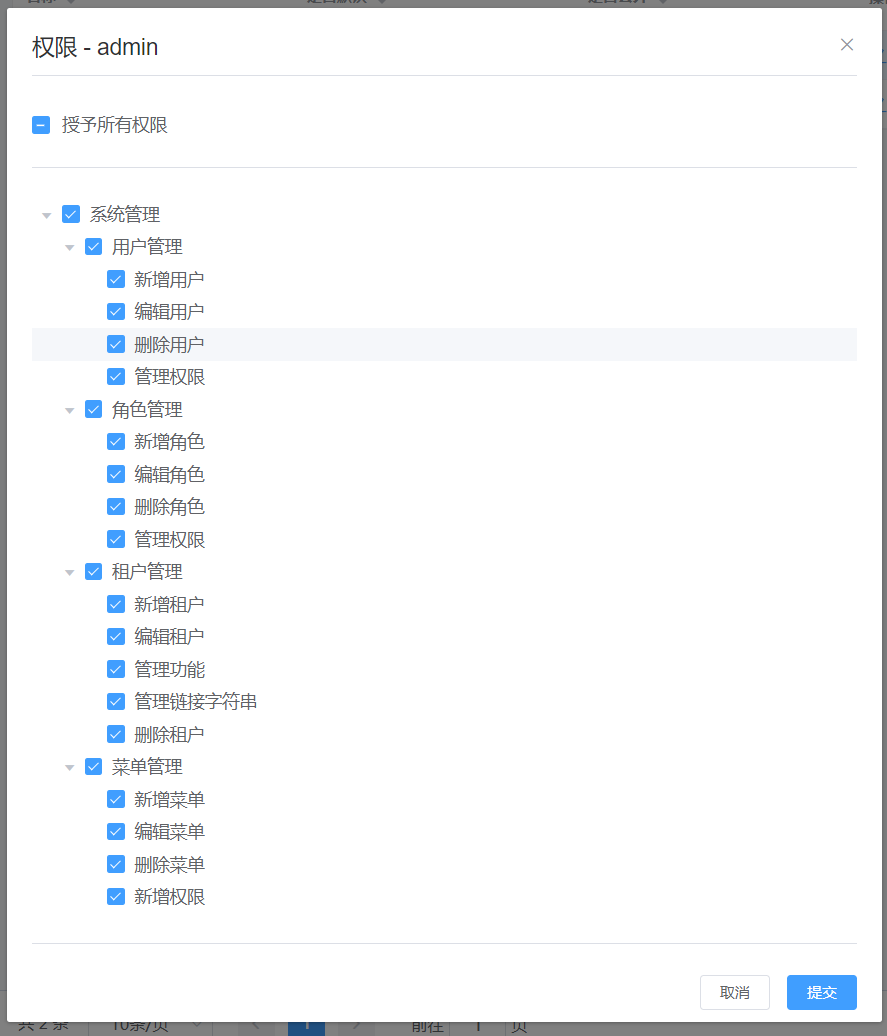 权限 - admin
授予所有权限
系统管理
用户管理
新增用户
编辑用户
删除用户
管理权限
角色管理
新增角色
编辑角色
删除角色
管理权限
租户管理
新增租户
编辑租户
管理功能
管理链接字符串
删除租户
菜单管理
新增菜单
编辑菜单
删除菜单
新增权限
取消 提交
共 2 条 10条/页 1 前往 1 页